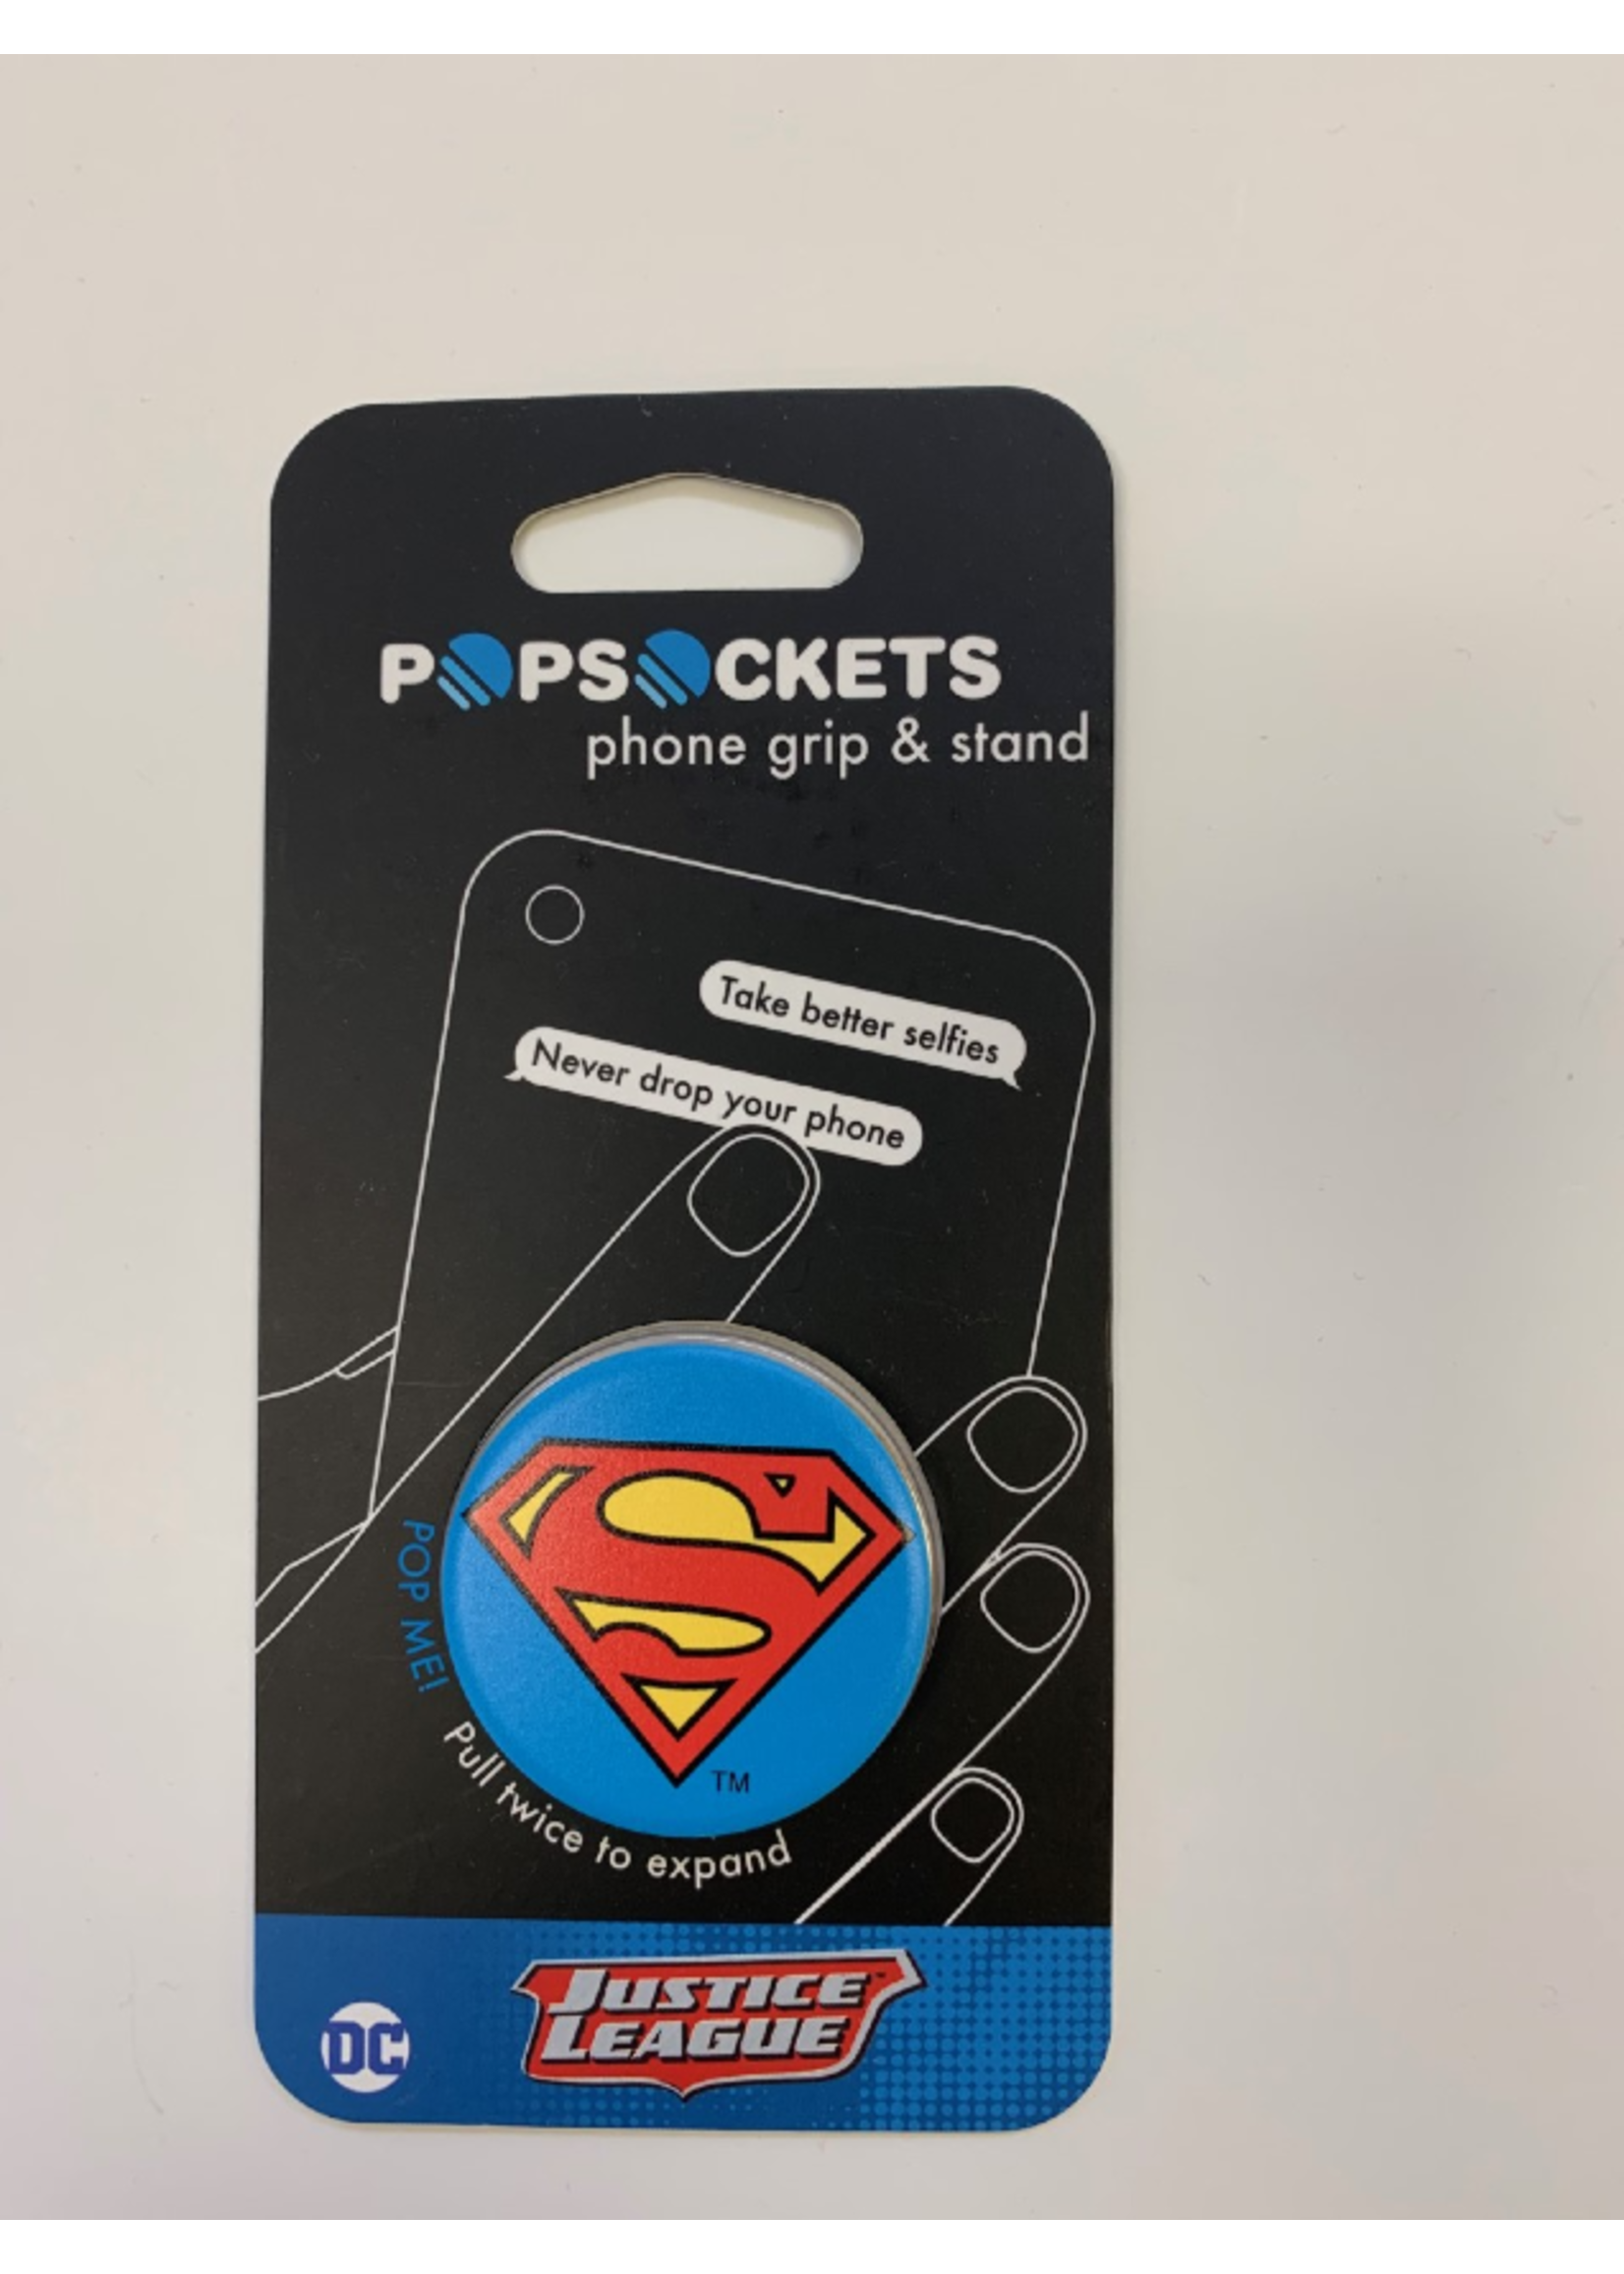 POPSOCKETS
phone grip & stand
Take better selfies
Never drop your phone
POP ME!
Pull twice to expand
S
TM
JUSTICE
LEAGUE™
DC